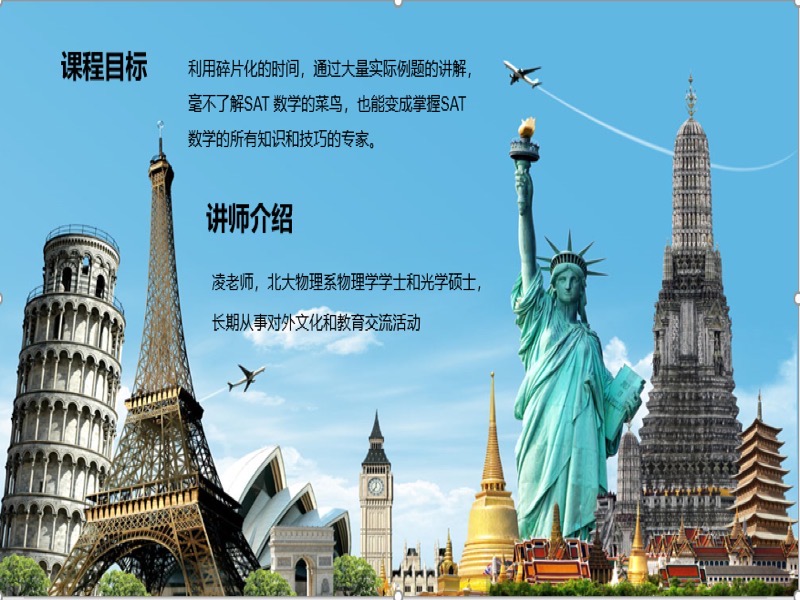 课程目标
利用碎片化的时间，通过大量实际例题的讲解，
毫不了解SAT 数学的菜鸟，也能变成掌握SAT
数学的所有知识和技巧的专家。
讲师介绍
凌老师，北大物理系物理学学士和光学硕士，
长期从事对外文化和教育交流活动